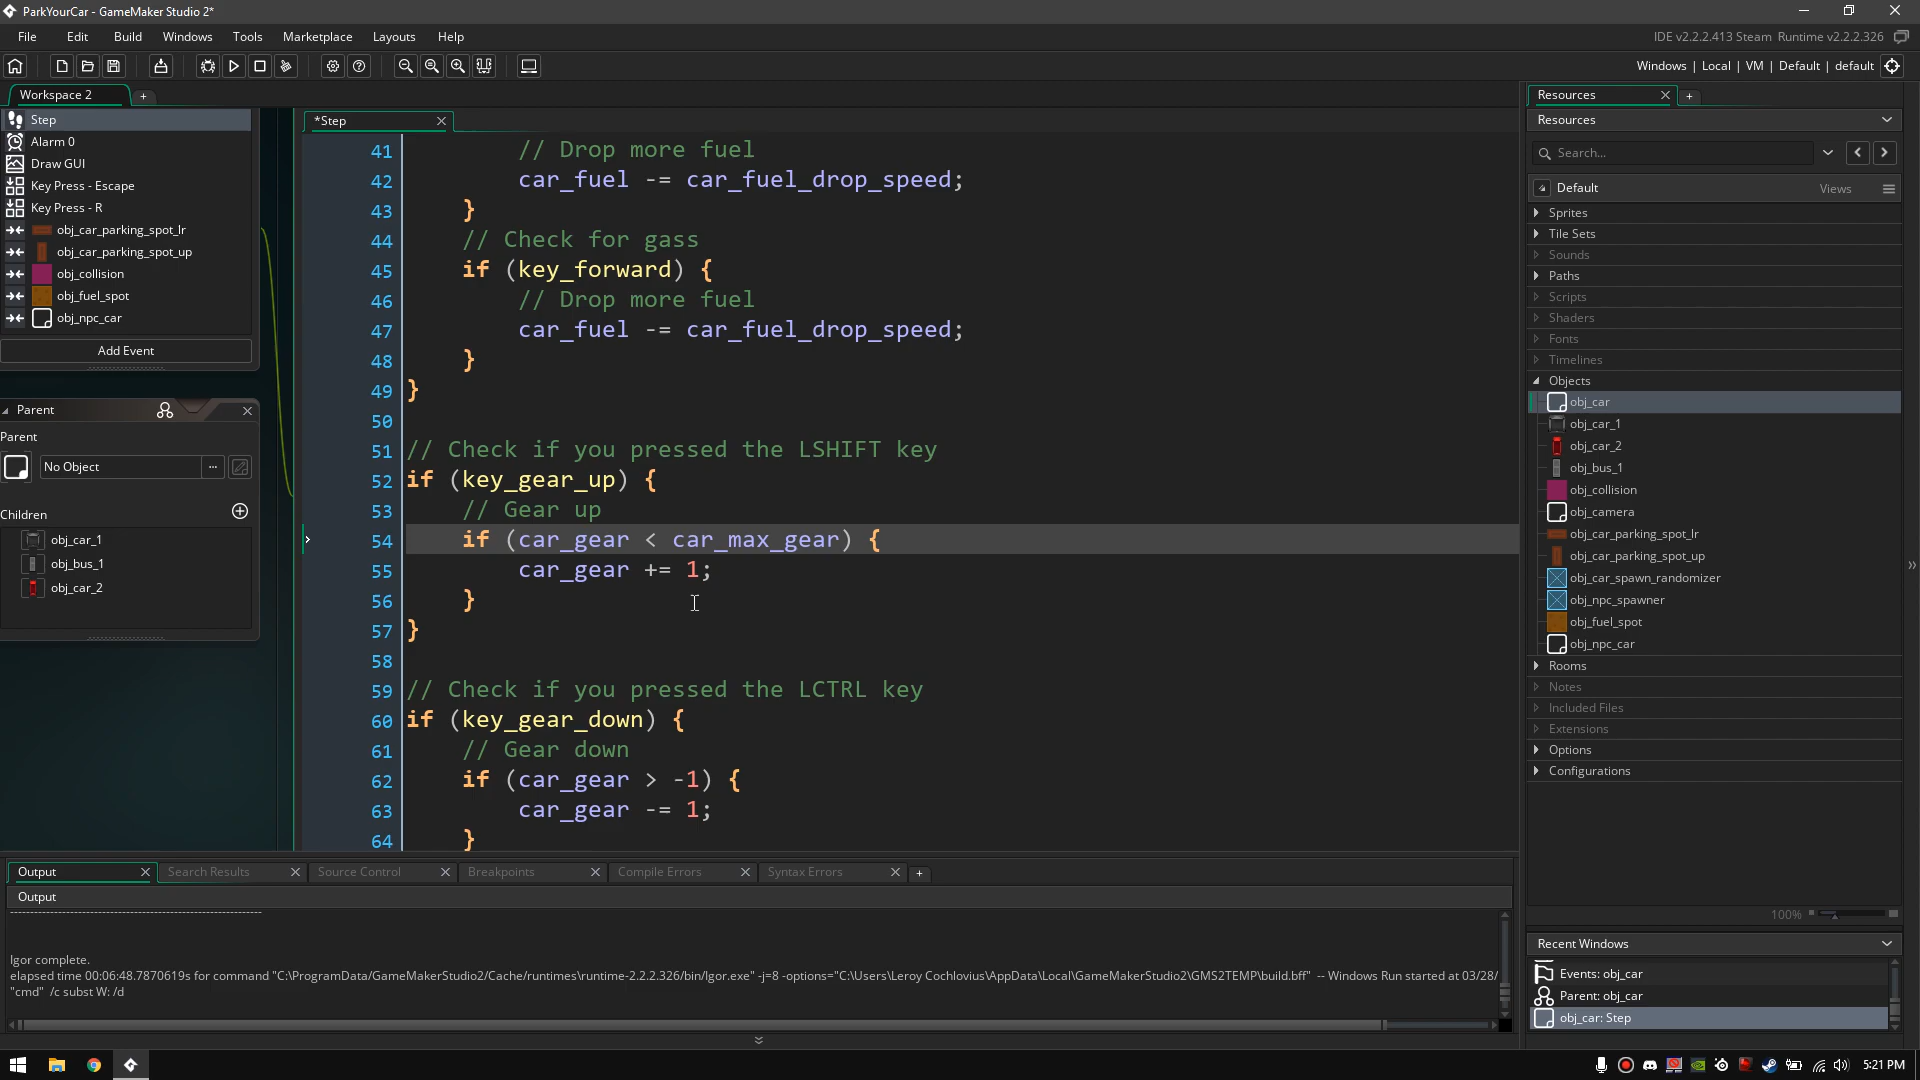 ParkYourCar - GameMaker Studio 2*
File Edit Build Windows Tools Marketplace Layouts Help
IDE v2.2.2.413 Steam Runtime v2.2.2.326
Windows | Local | VM | Default | default
Workspace 2
Step
Alarm 0
Draw GUI
Key Press - Escape
Key Press - R
obj_car_parking_spot_lr
obj_car_parking_spot_up
obj_collision
obj_fuel_spot
obj_npc_car
Add Event
Parent
Parent
No Object
...
Children
obj_car_1
obj_bus_1
obj_car_2
*Step
41 // Drop more fuel
42 car_fuel -= car_fuel_drop_speed;
43 }
44 // Check for gass
45 if (key_forward) {
46 // Drop more fuel
47 car_fuel -= car_fuel_drop_speed;
48 }
49 }
50
51 // Check if you pressed the LSHIFT key
52 if (key_gear_up) {
53 // Gear up
54 if (car_gear < car_max_gear) {
55 car_gear += 1;
56 }
57 }
58
59 // Check if you pressed the LCTRL key
60 if (key_gear_down) {
61 // Gear down
62 if (car_gear > -1) {
63 car_gear -= 1;
64 }
Output Search Results Source Control Breakpoints Compile Errors Syntax Errors
Output
Igor complete.
elapsed time 00:06:48.7870619s for command "C:\ProgramData/GameMakerStudio2/Cache/runtimes\runtime-2.2.2.326/bin/Igor.exe" -j=8 -options="C:\Users\Leroy Cochlovius\AppData\Local\GameMakerStudio2\GMS2TEMP\build.bff" -- Windows Run started at 03/28/
"cmd" /c subst W: /d
Resources
Resources
Search...
Default Views
Sprites
Tile Sets
Sounds
Paths
Scripts
Shaders
Fonts
Timelines
Objects
obj_car
obj_car_1
obj_car_2
obj_bus_1
obj_collision
obj_camera
obj_car_parking_spot_lr
obj_car_parking_spot_up
obj_car_spawn_randomizer
obj_npc_spawner
obj_fuel_spot
obj_npc_car
Rooms
Notes
Included Files
Extensions
Options
Configurations
100%
Recent Windows
Events: obj_car
Parent: obj_car
obj_car: Step
5:21 PM